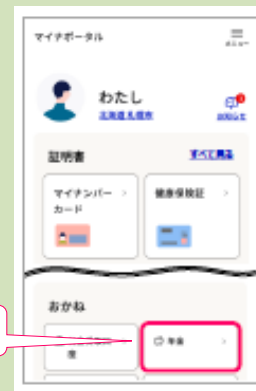 マイナポータル
メニュー
わたし
北海道札幌市
お知らせ
証明書 すべて見る
マイナンバー
カード
健康保険証
おかね
年金
度